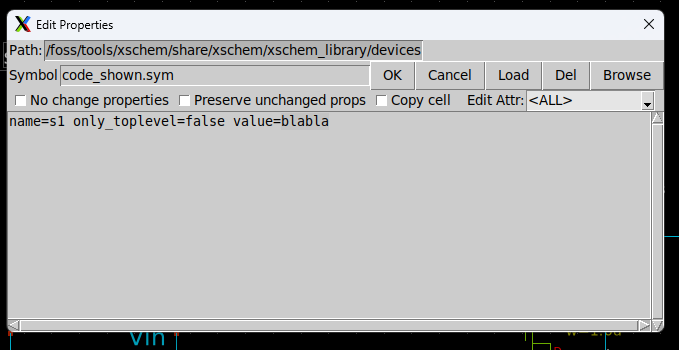 Edit Properties
Path: /foss/tools/xschem/share/xschem/xschem_library/devices
Symbol code_shown.sym OK Cancel Load Del Browse
No change properties Preserve unchanged props Copy cell Edit Attr: <ALL>
name=s1 only_toplevel=false value=blabla
Vin